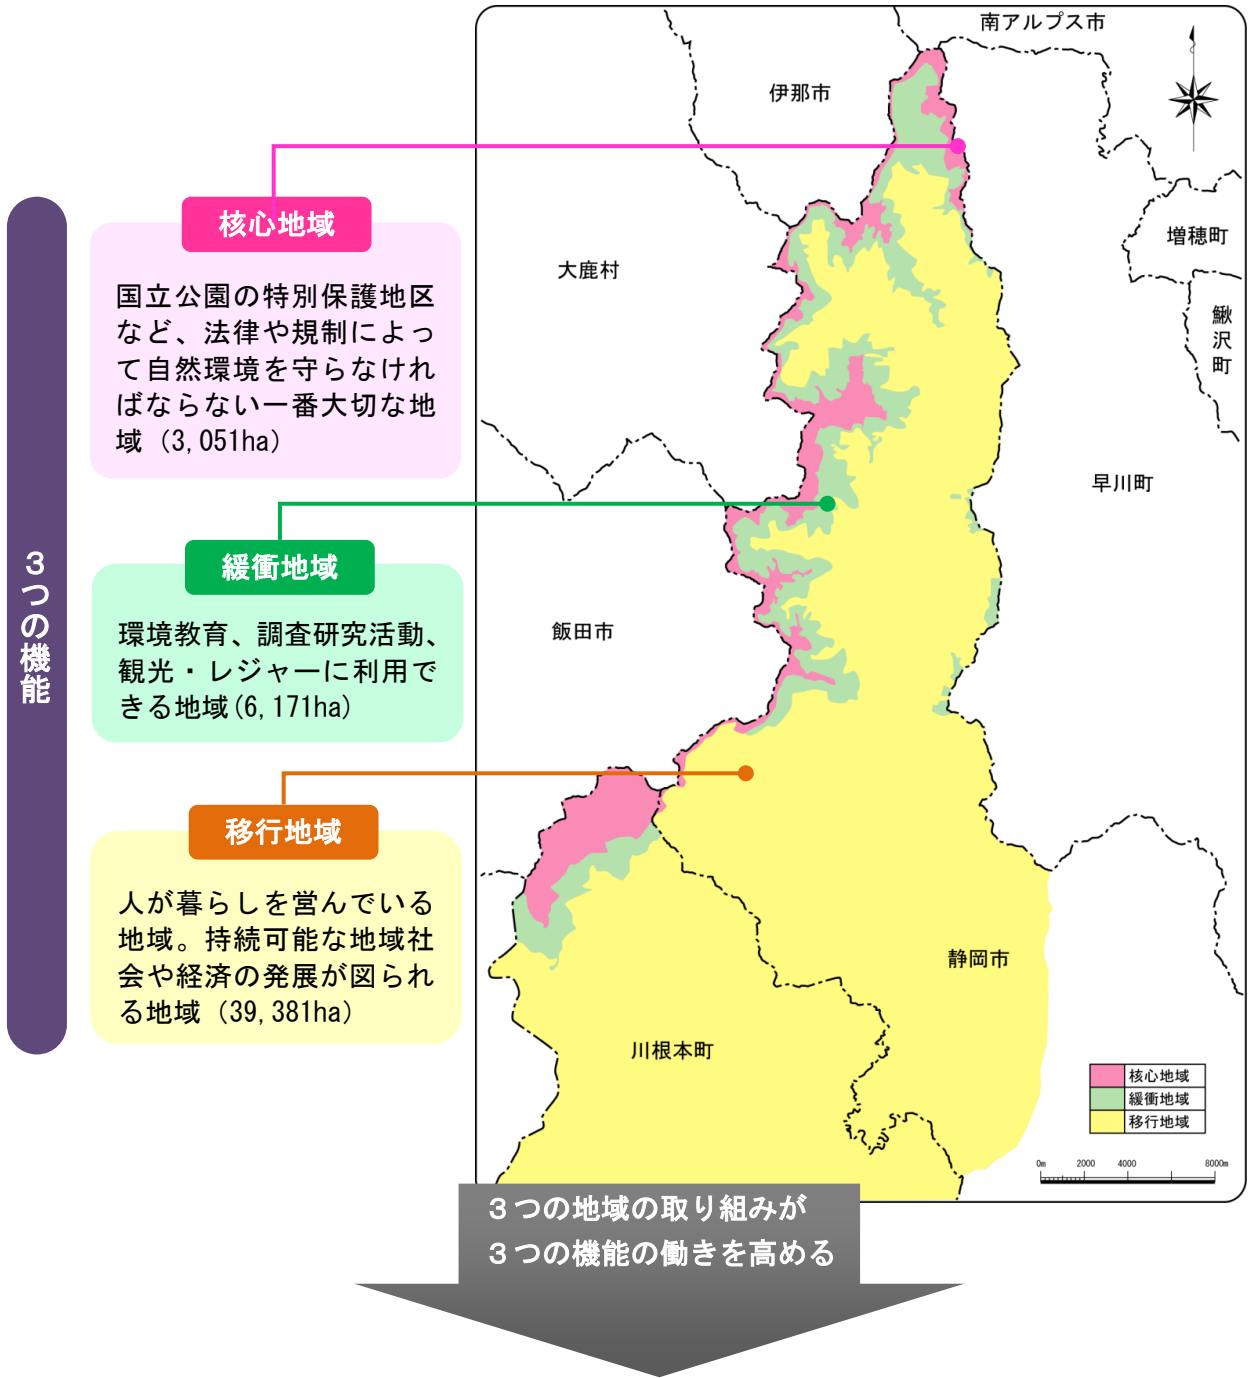 3つの機能
核心地域
国立公園の特別保護地区
など、法律や規制によっ
て自然環境を守らなけれ
ばならない一番大切な地
域（3,051ha）
緩衝地域
環境教育、調査研究活動、
観光・レジャーに利用で
きる地域(6,171ha)
移行地域
人が暮らしを営んでいる
地域。持続可能な地域社
会や経済の発展が図られ
る地域（39,381ha）
南アルプス市
伊那市
増穂町
大鹿村
鰍沢町
早川町
飯田市
静岡市
川根本町
核心地域
緩衝地域
移行地域
0m 2000 4000 8000m
３つの地域の取り組みが
３つの機能の働きを高める